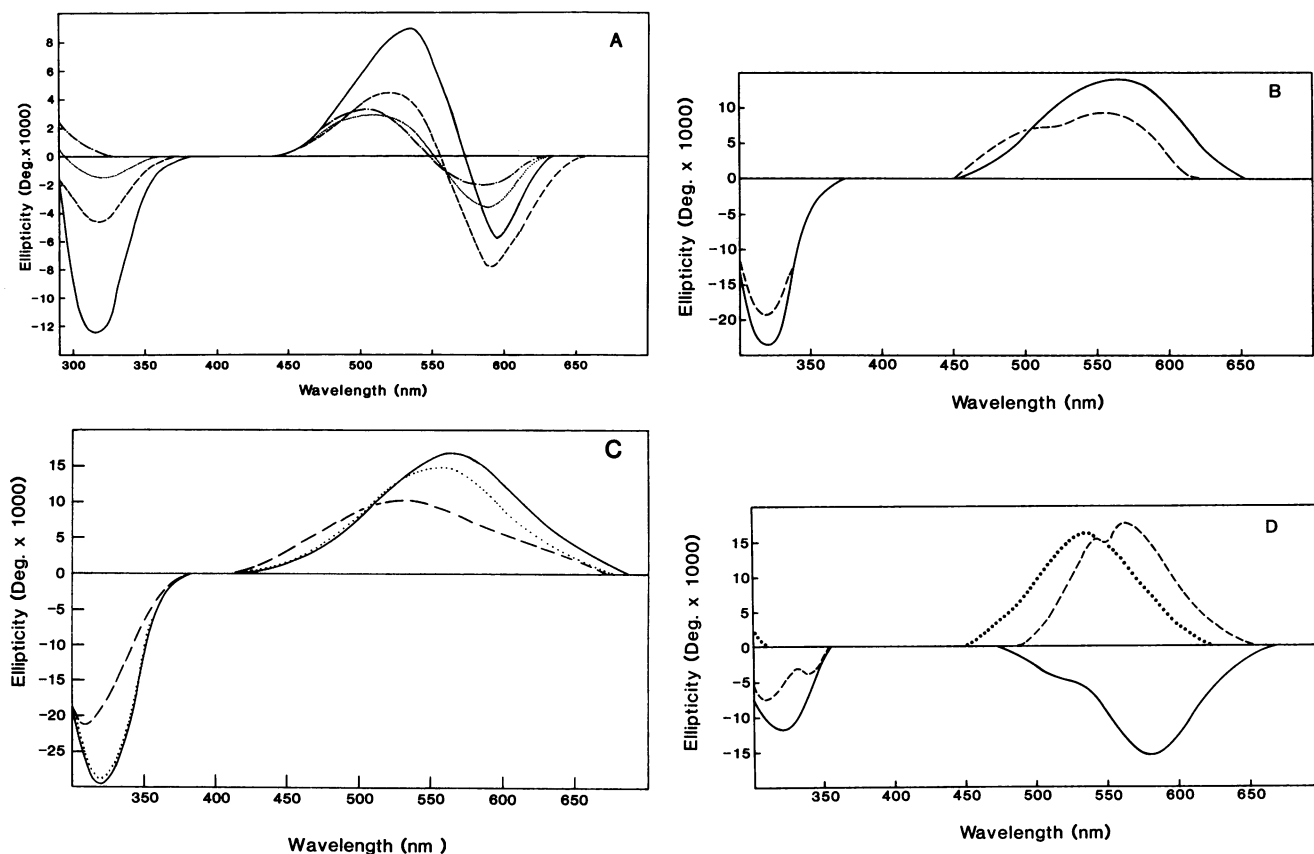 A
Ellipticity (Deg.x1000)
8
6
4
2
0
−2
−4
−6
−8
−10
−12
300 350 400 450 500 550 600 650
Wavelength (nm)
B
Ellipticity (Deg. x 1000)
10
5
0
−5
−10
−15
−20
350 400 450 500 550 600 650
Wavelength (nm)
C
Ellipticity (Deg. x 1000)
15
10
5
0
−5
−10
−15
−20
−25
350 400 450 500 550 600 650
Wavelength (nm )
D
Ellipticity (Deg. x 1000)
15
10
5
0
−5
−10
−15
350 400 450 500 550 600 650
Wavelength (nm)